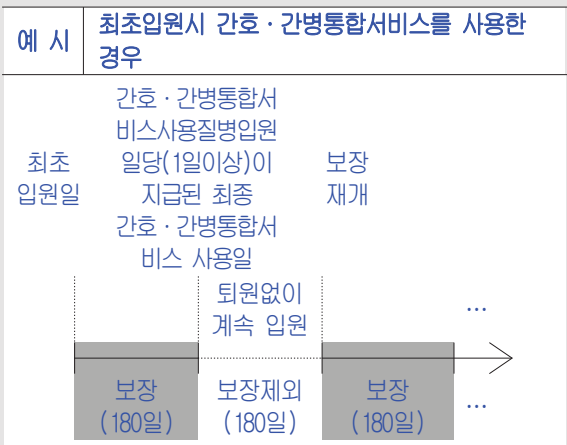 예 시
최초입원시 간호·간병통합서비스를 사용한
경우
최초
입원일
간호·간병통합서
비스사용질병입원
일당(1일이상)이
지급된 최종
간호·간병통합서
비스 사용일
보장
재개
퇴원없이
계속 입원
...
보장
(180일)
보장제외
(180일)
보장
(180일)
...